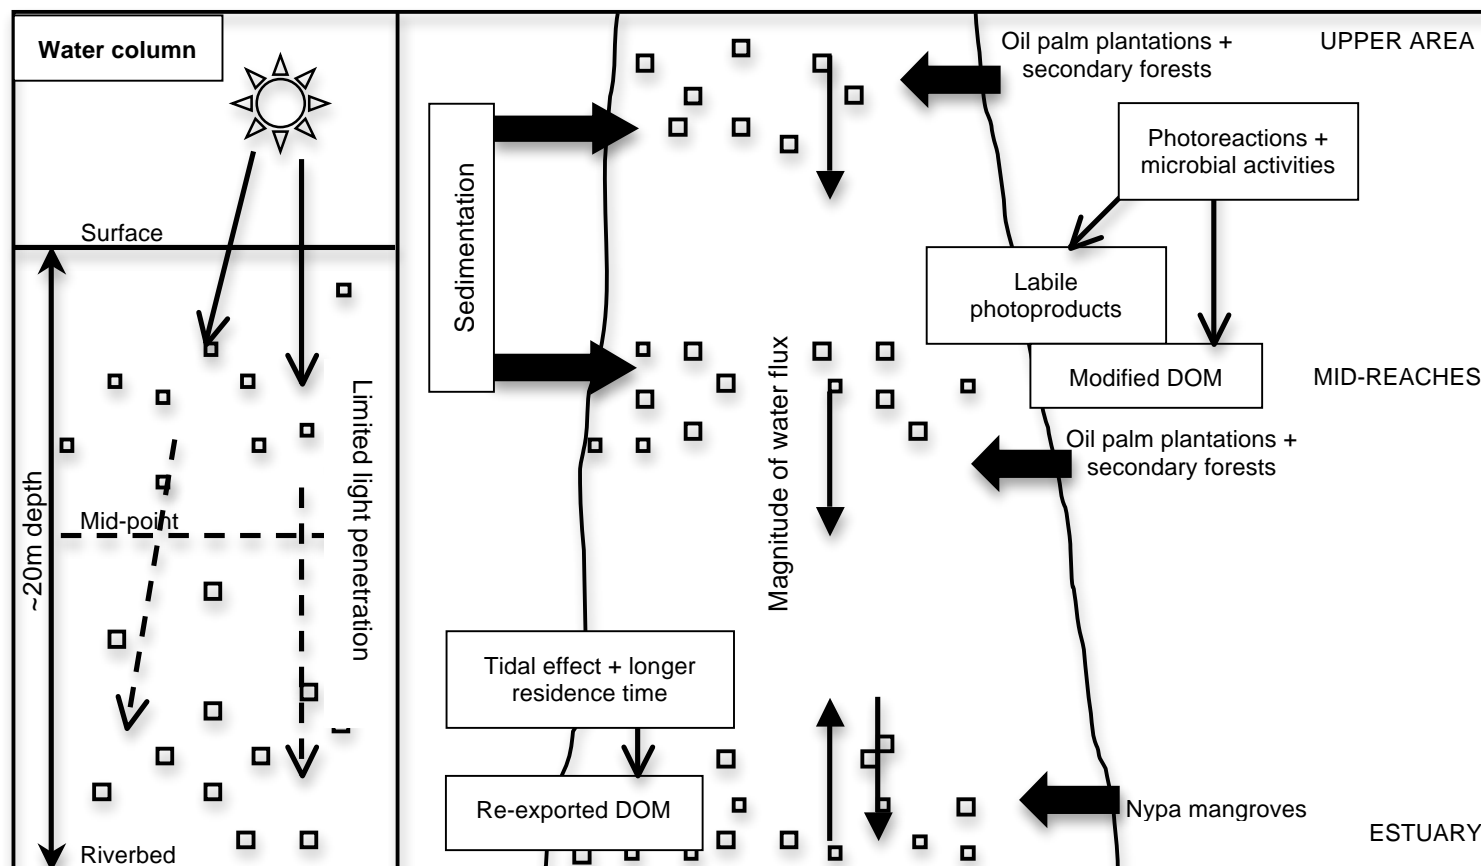 Water column
Surface
~20m depth
Mid-point
Limited light penetration
Riverbed
Sedimentation
Magnitude of water flux
Oil palm plantations +
secondary forests
UPPER AREA
Photoreactions +
microbial activities
Labile
photoproducts
Modified DOM
MID-REACHES
Oil palm plantations +
secondary forests
Tidal effect + longer
residence time
Re-exported DOM
Nypa mangroves
ESTUARY